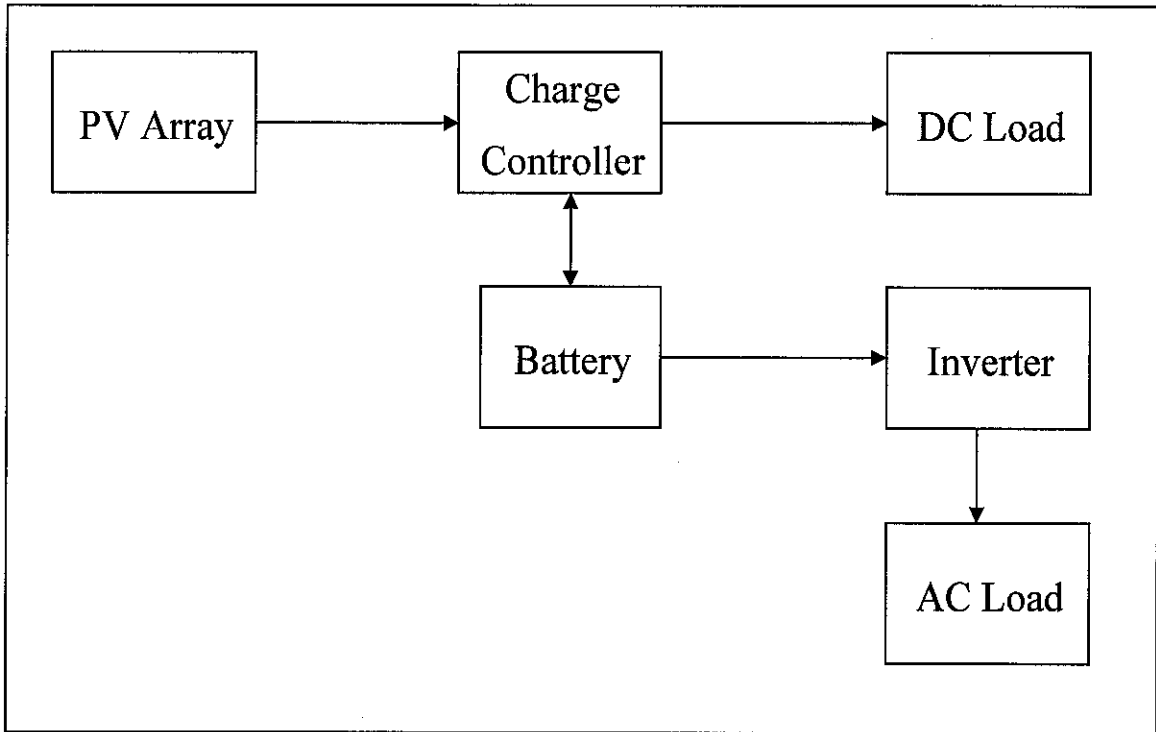 PV Array
Charge
Controller
DC Load
Battery
Inverter
AC Load